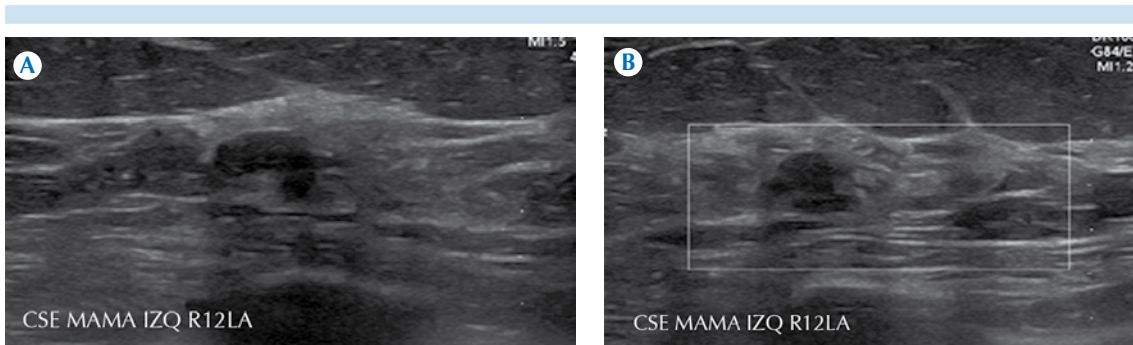 A
MI1.5
CSE MAMA IZQ R12LA
B
G84/E
MI1.2
CSE MAMA IZQ R12LA